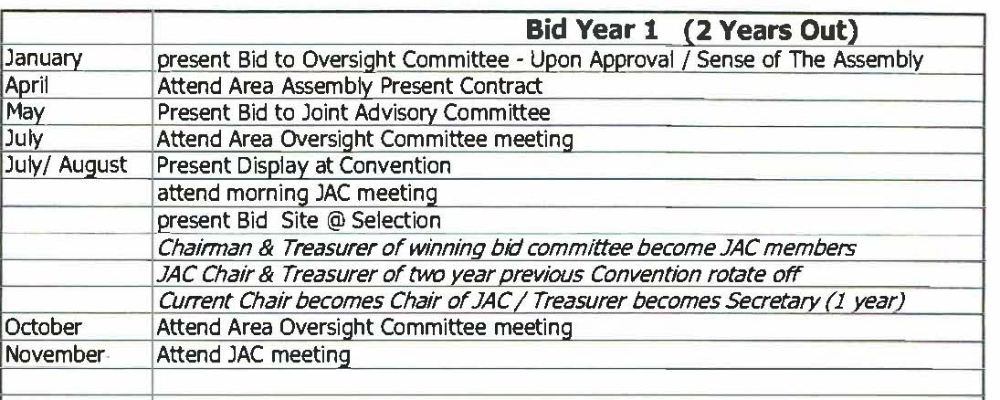 Bid Year 1 (2 Years Out)
January present Bid to Oversight Committee - Upon Approval / Sense of The Assembly
April Attend Area Assembly Present Contract
May Present Bid to Joint Advisory Committee
July Attend Area Oversight Committee meeting
July/ August Present Display at Convention
attend morning JAC meeting
present Bid Site @ Selection
Chairman & Treasurer of winning bid committee become JAC members
JAC Chair & Treasurer of two year previous Convention rotate off
Current Chair becomes Chair of JAC / Treasurer becomes Secretary (1 year)
October Attend Area Oversight Committee meeting
November Attend JAC meeting